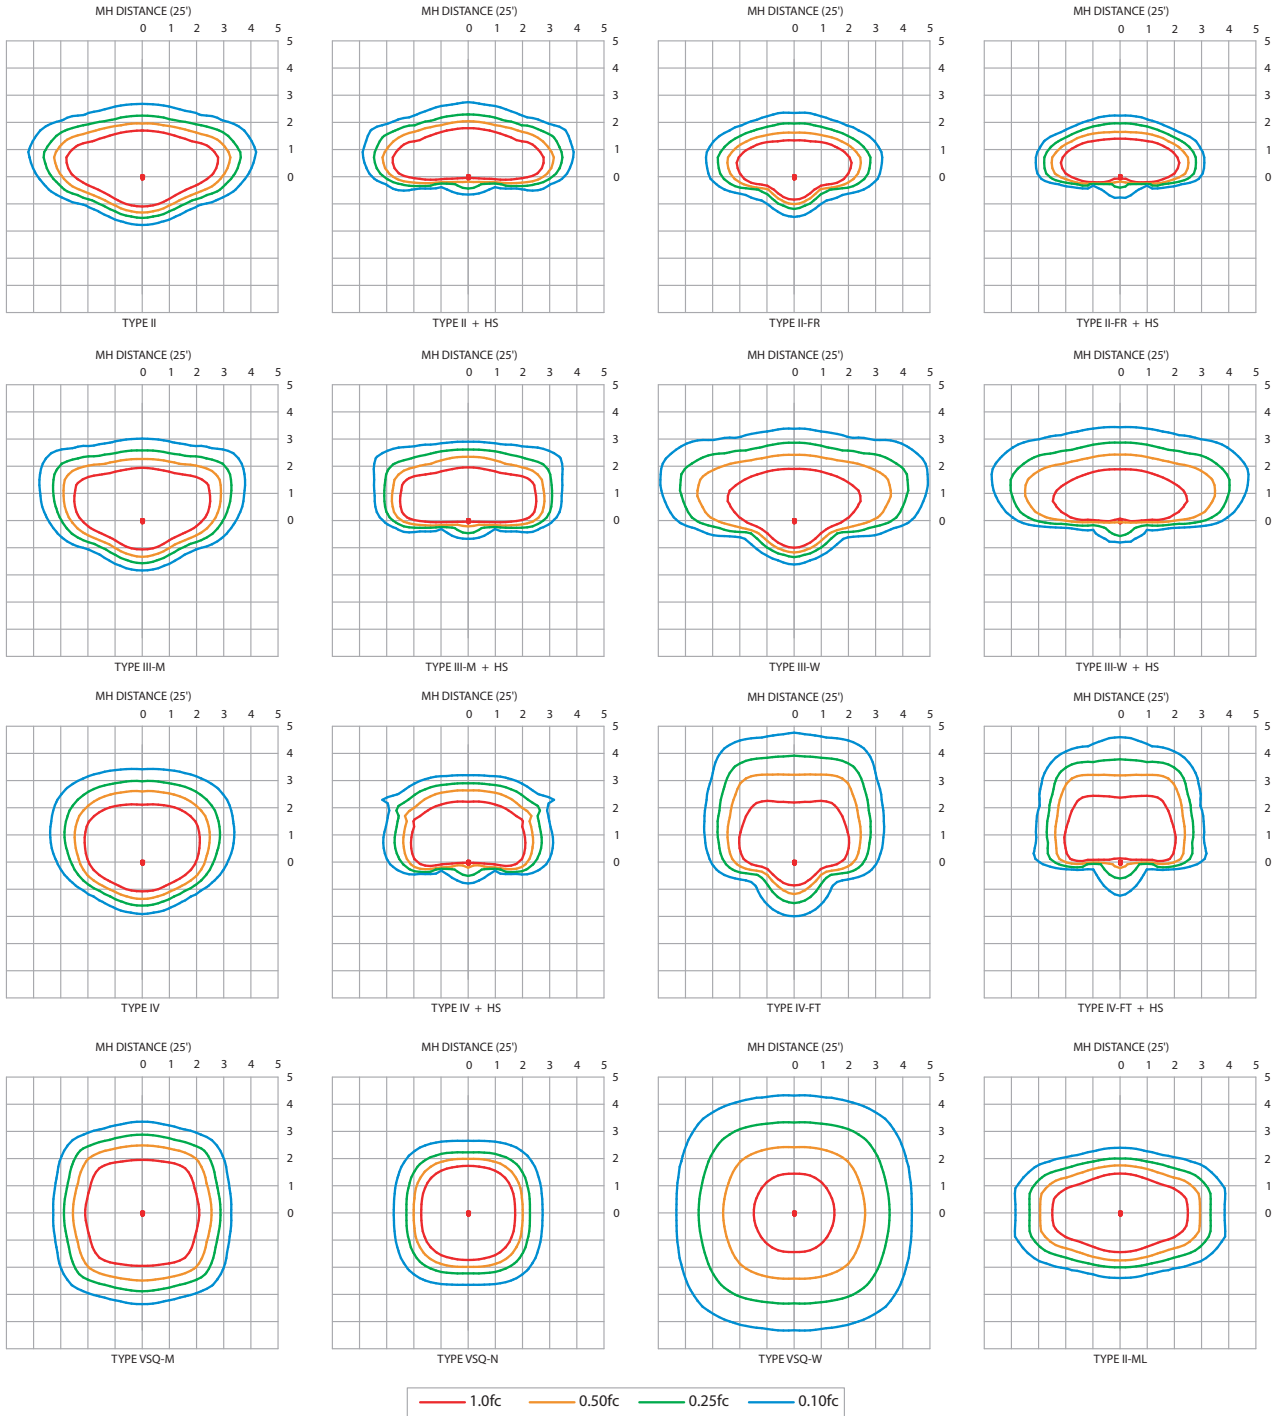 MH DISTANCE (25') MH DISTANCE (25') MH DISTANCE (25') MH DISTANCE (25')
0 1 2 3 4 5 0 1 2 3 4 5 0 1 2 3 4 5 0 1 2 3 4 5
5 5 5 5
4 4 4 4
3 3 3 3
2 2 2 2
1 1 1 1
0 0 0 0
TYPE II TYPE II + HS TYPE II-FR TYPE II-FR + HS
MH DISTANCE (25') MH DISTANCE (25') MH DISTANCE (25') MH DISTANCE (25')
0 1 2 3 4 5 0 1 2 3 4 5 0 1 2 3 4 5 0 1 2 3 4 5
5 5 5 5
4 4 4 4
3 3 3 3
2 2 2 2
1 1 1 1
0 0 0 0
TYPE III-M TYPE III-M + HS TYPE III-W TYPE III-W + HS
MH DISTANCE (25') MH DISTANCE (25') MH DISTANCE (25') MH DISTANCE (25')
0 1 2 3 4 5 0 1 2 3 4 5 0 1 2 3 4 5 0 1 2 3 4 5
5 5 5 5
4 4 4 4
3 3 3 3
2 2 2 2
1 1 1 1
0 0 0 0
TYPE IV TYPE IV + HS TYPE IV-FT TYPE IV-FT + HS
MH DISTANCE (25') MH DISTANCE (25') MH DISTANCE (25') MH DISTANCE (25')
0 1 2 3 4 5 0 1 2 3 4 5 0 1 2 3 4 5 0 1 2 3 4 5
5 5 5 5
4 4 4 4
3 3 3 3
2 2 2 2
1 1 1 1
0 0 0 0
TYPE VSQ-M TYPE VSQ-N TYPE VSQ-W TYPE II-ML
1.0fc 0.50fc 0.25fc 0.10fc